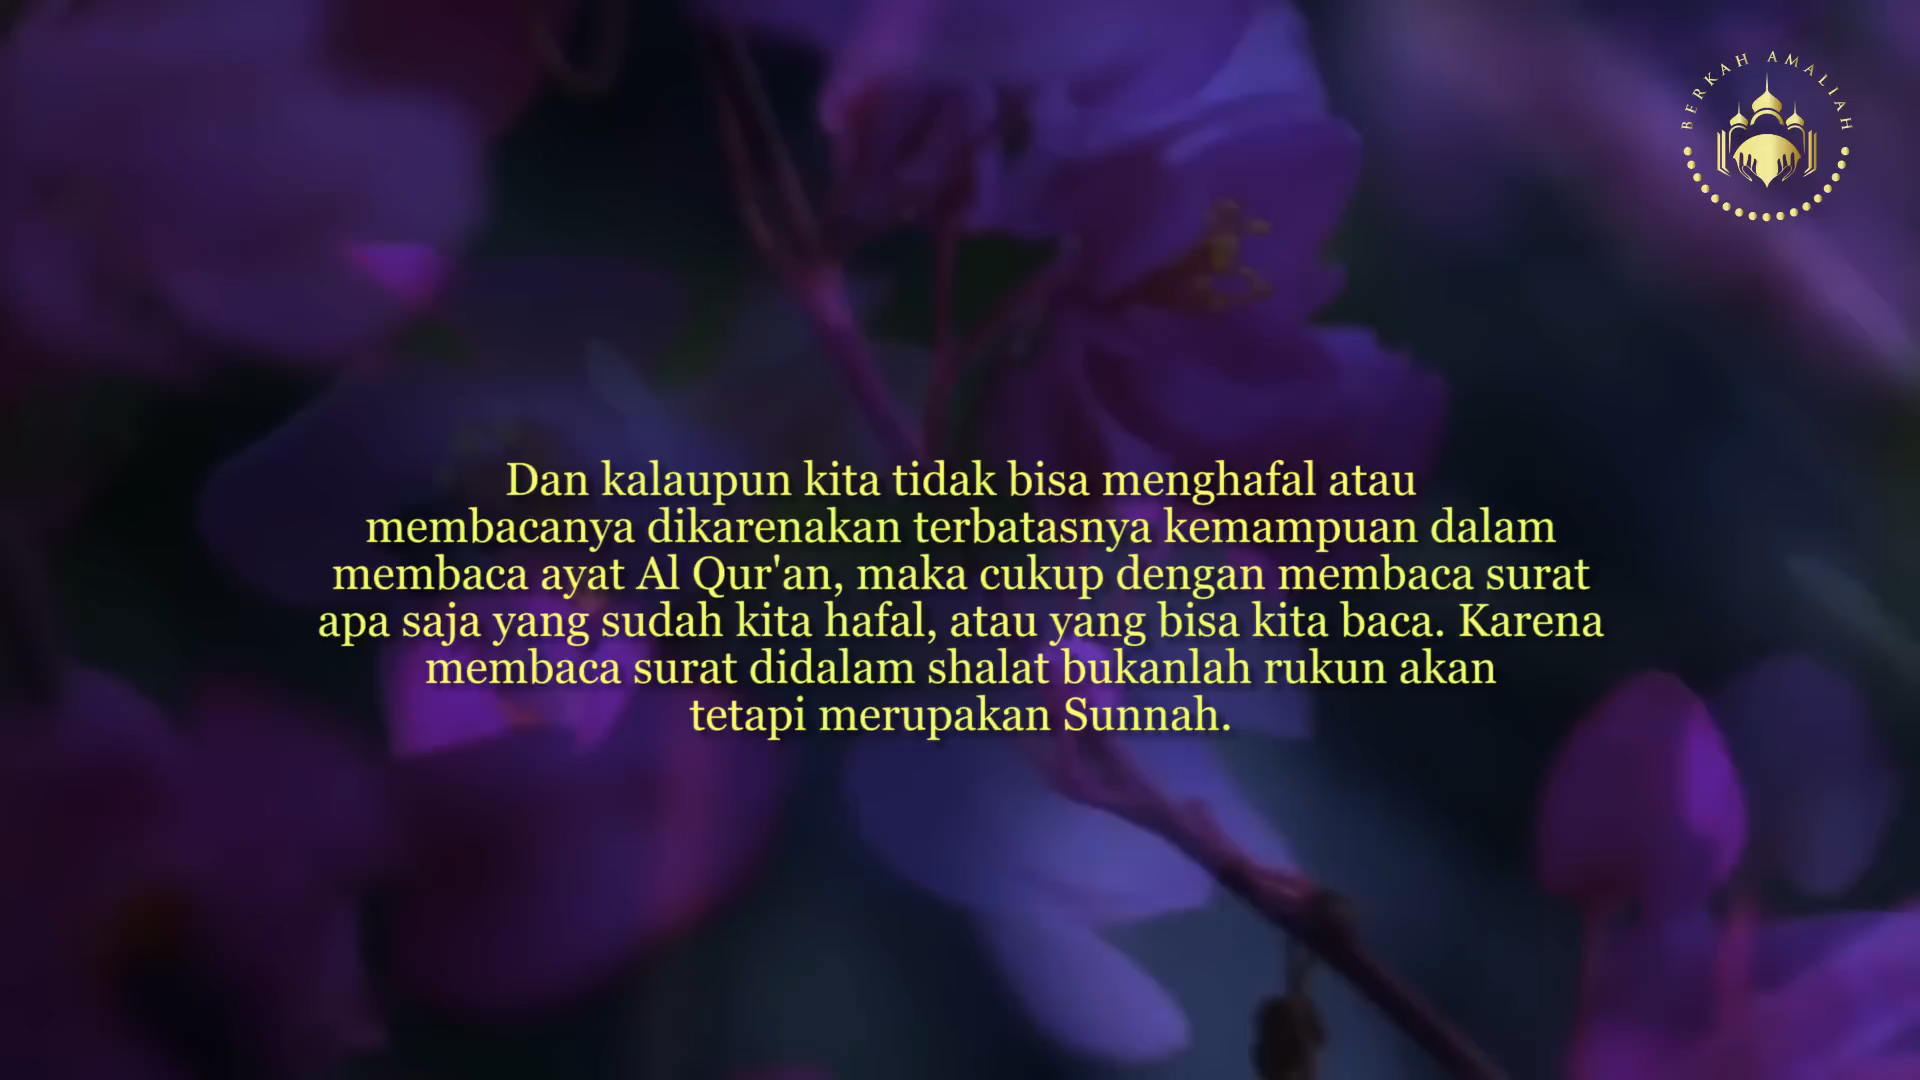 BERKAH AMALIAH
Dan kalaupun kita tidak bisa menghafal atau
membacanya dikarenakan terbatasnya kemampuan dalam
membaca ayat Al Qur'an, maka cukup dengan membaca surat
apa saja yang sudah kita hafal, atau yang bisa kita baca. Karena
membaca surat didalam shalat bukanlah rukun akan
tetapi merupakan Sunnah.